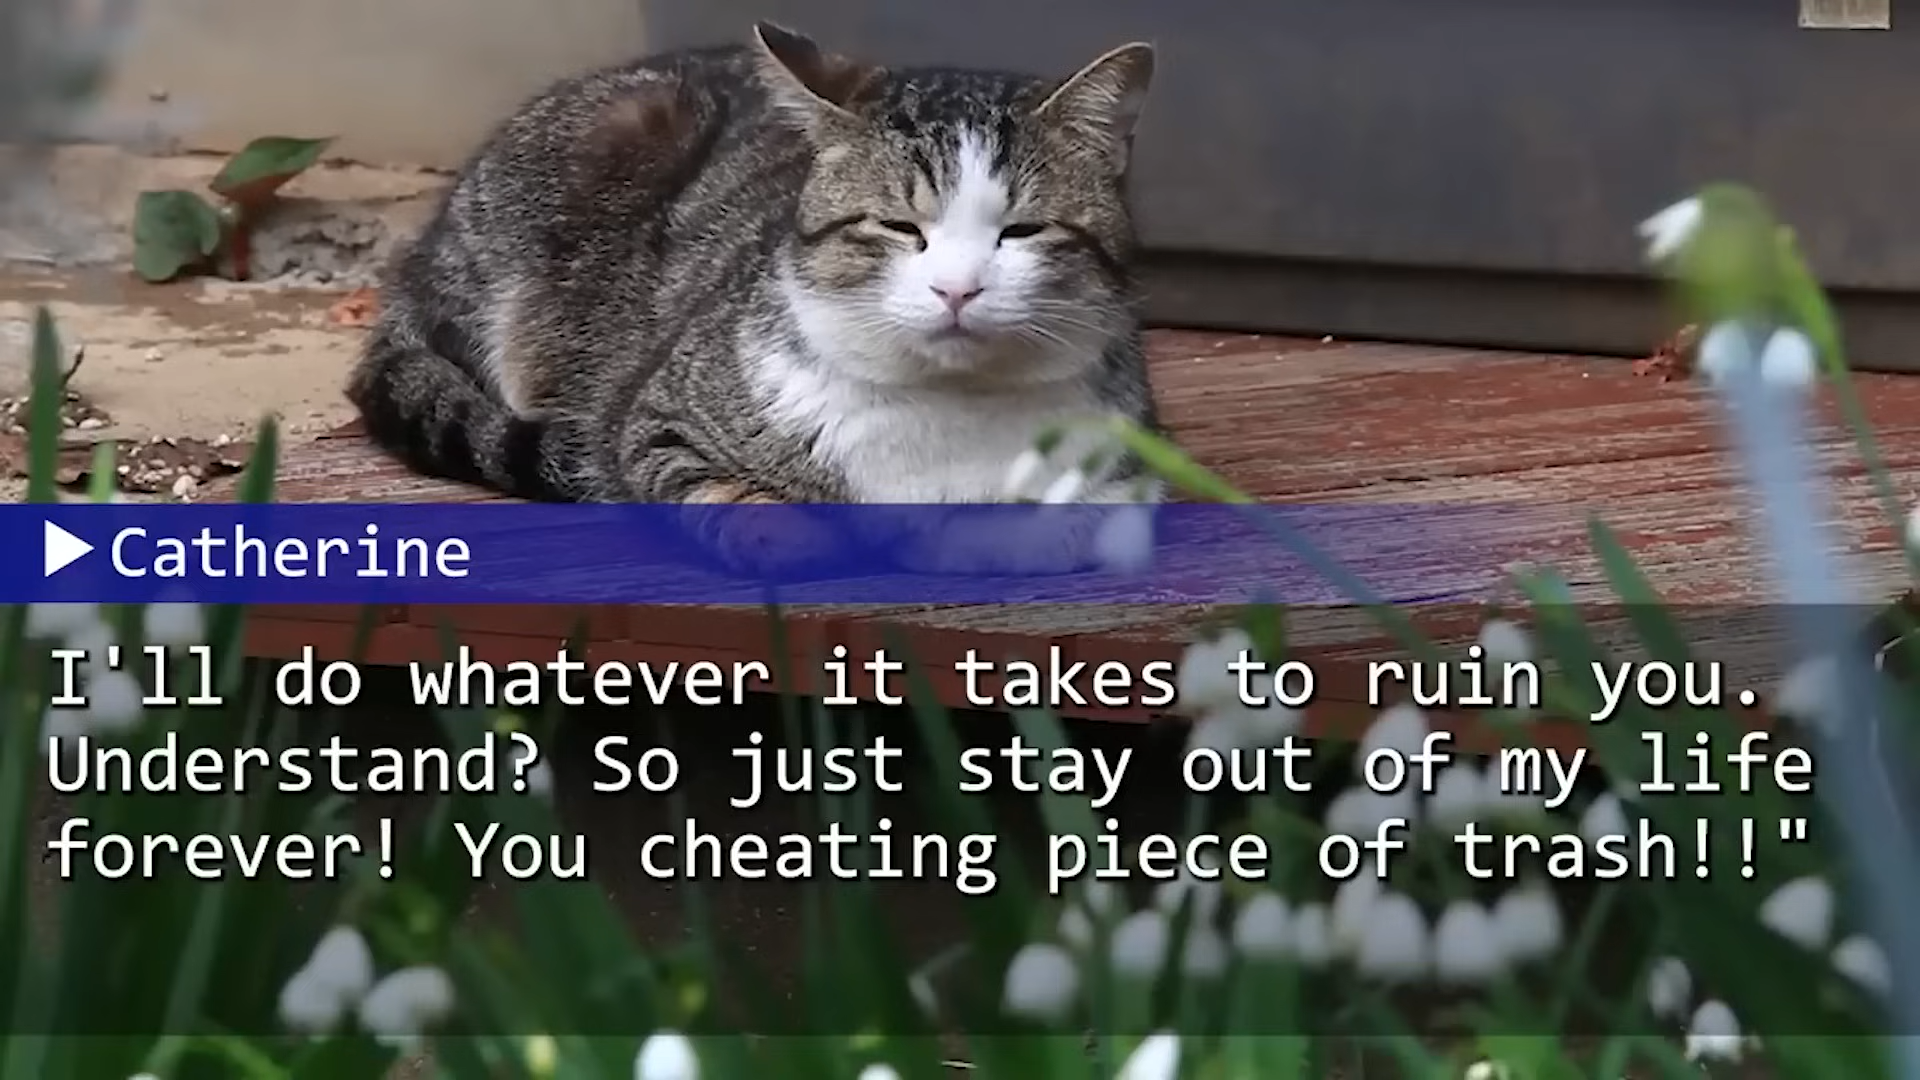 Catherine
I'll do whatever it takes to ruin you.
Understand? So just stay out of my life
forever! You cheating piece of trash!!"